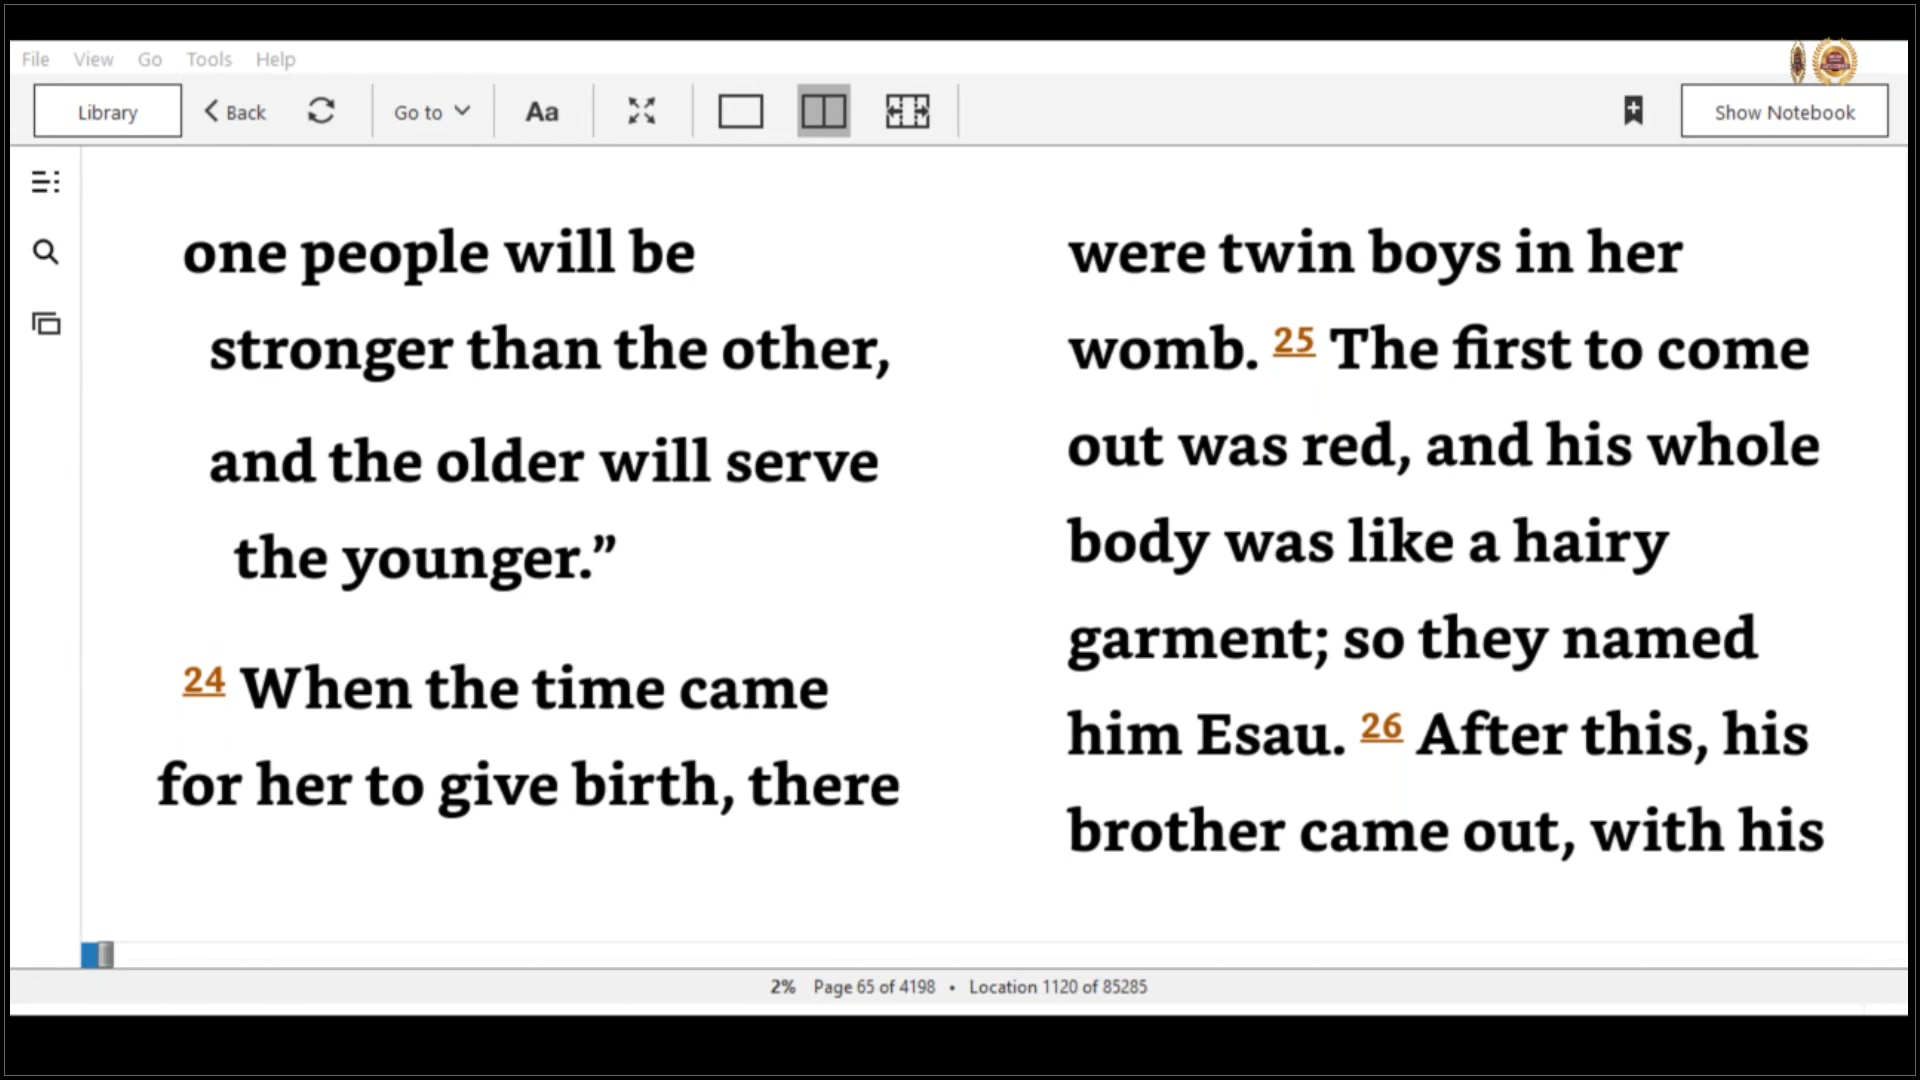 File View Go Tools Help
Library Back Go to Aa Show Notebook
one people will be
stronger than the other,
and the older will serve
the younger.”
24 When the time came
for her to give birth, there
were twin boys in her
womb. 25 The first to come
out was red, and his whole
body was like a hairy
garment; so they named
him Esau. 26 After this, his
brother came out, with his
2% Page 65 of 4198 • Location 1120 of 85285